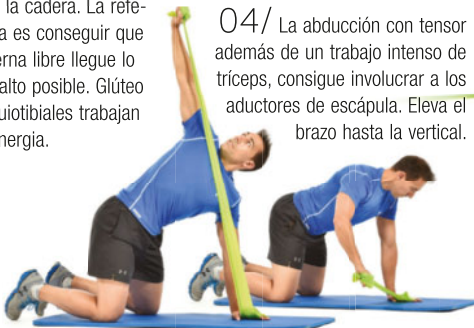 la cadera. La refe-
a es conseguir que
erna libre llegue lo
alto posible. Glúteo
uiotibiales trabajan
nergia.
04/ La abducción con tensor
además de un trabajo intenso de
tríceps, consigue involucrar a los
aductores de escápula. Eleva el
brazo hasta la vertical.